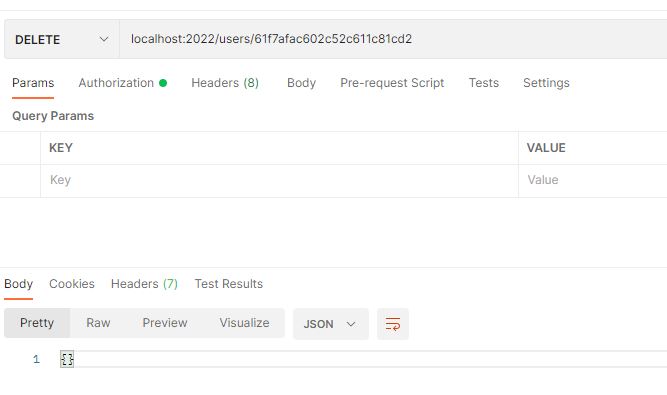 DELETE localhost:2022/users/61f7afac602c52c611c81cd2
Params Authorization Headers (8) Body Pre-request Script Tests Settings
Query Params
KEY VALUE
Key Value
Body Cookies Headers (7) Test Results
Pretty Raw Preview Visualize JSON
1 {}